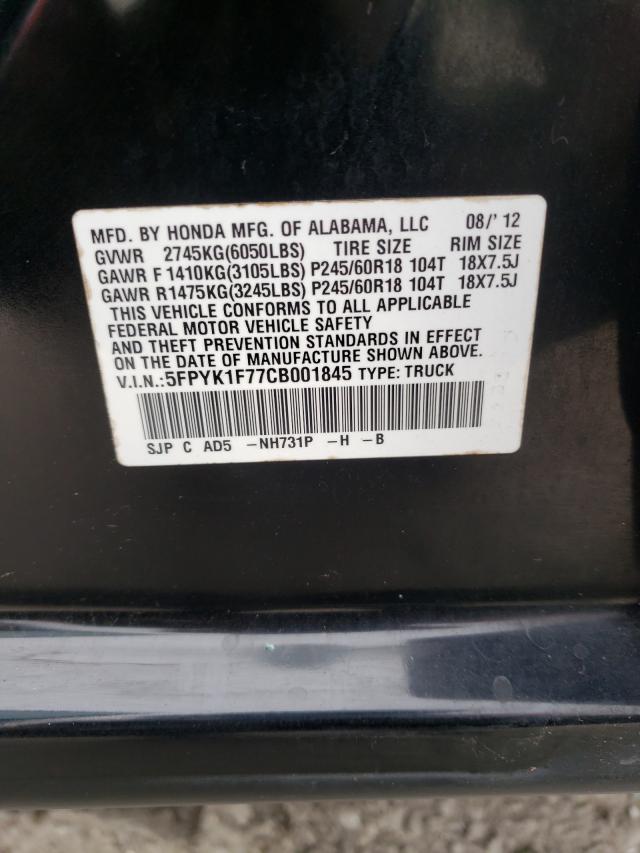 MFD. BY HONDA MFG. OF ALABAMA, LLC 08/'12
GVWR 2745KG(6050LBS) TIRE SIZE RIM SIZE
GAWR F 1410KG(3105LBS) P245/60R18 104T 18X7.5J
GAWR R1475KG(3245LBS) P245/60R18 104T 18X7.5J
THIS VEHICLE CONFORMS TO ALL APPLICABLE
FEDERAL MOTOR VEHICLE SAFETY
AND THEFT PREVENTION STANDARDS IN EFFECT
ON THE DATE OF MANUFACTURE SHOWN ABOVE.
V.I.N.:5FPYK1F77CB001845 TYPE: TRUCK
SJP C AD5 -NH731P -H -B